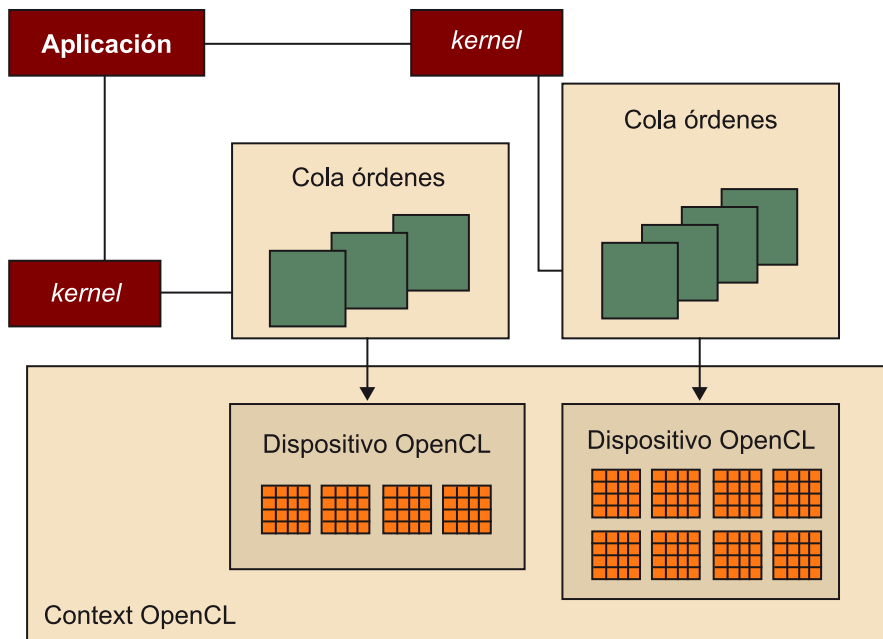 Aplicación
kernel
Cola órdenes
Cola órdenes
kernel
Dispositivo OpenCL
Dispositivo OpenCL
Context OpenCL